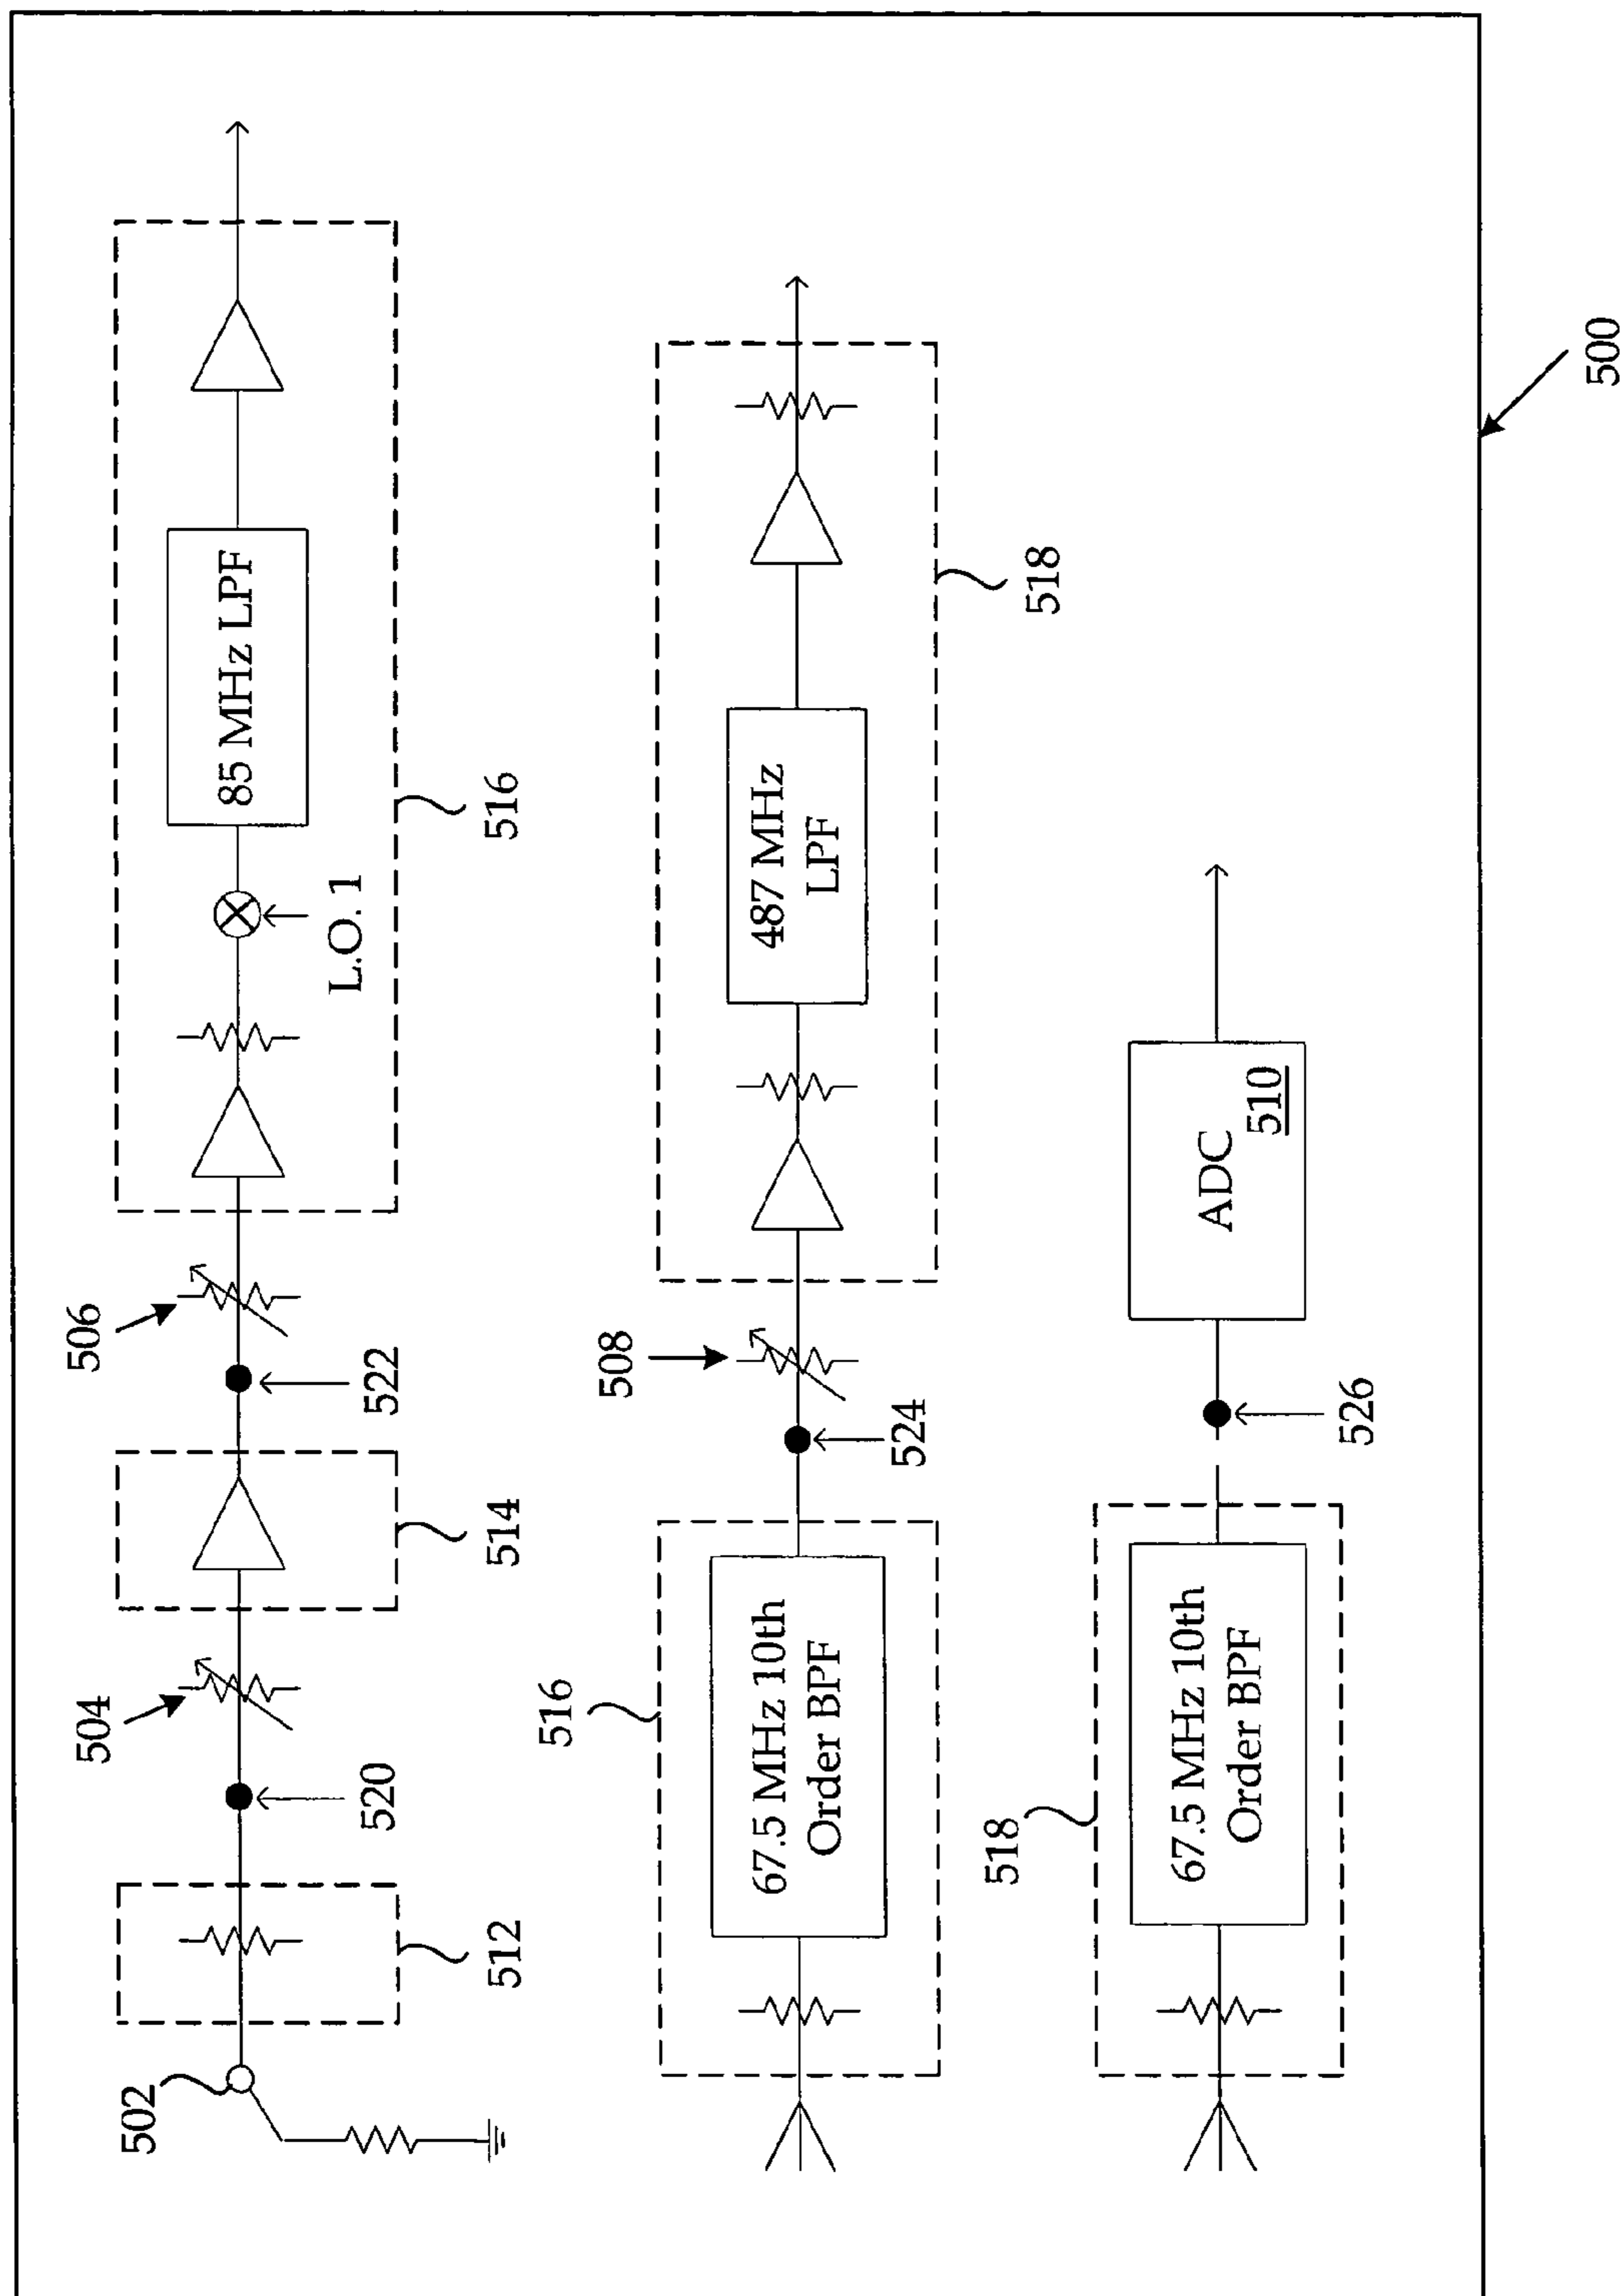 502
512
520
504
514
522
506
L.O. 1
85 MHz LPF
516
516
67.5 MHz 10th
Order BPF
524
508
487 MHz
LPF
518
518
67.5 MHz 10th
Order BPF
526
ADC
510
500